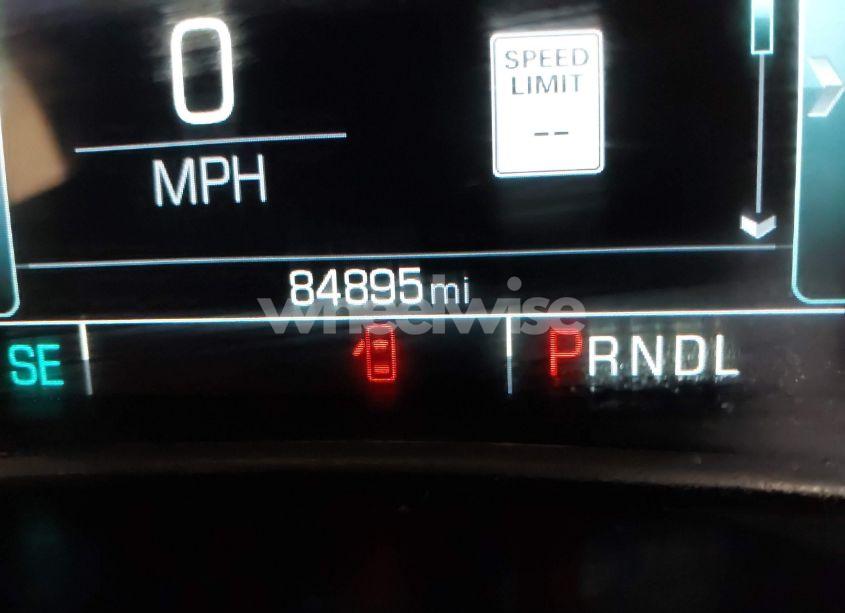 0
MPH
SPEED
LIMIT
--
84895 mi
wheelwise
SE
PRNDL